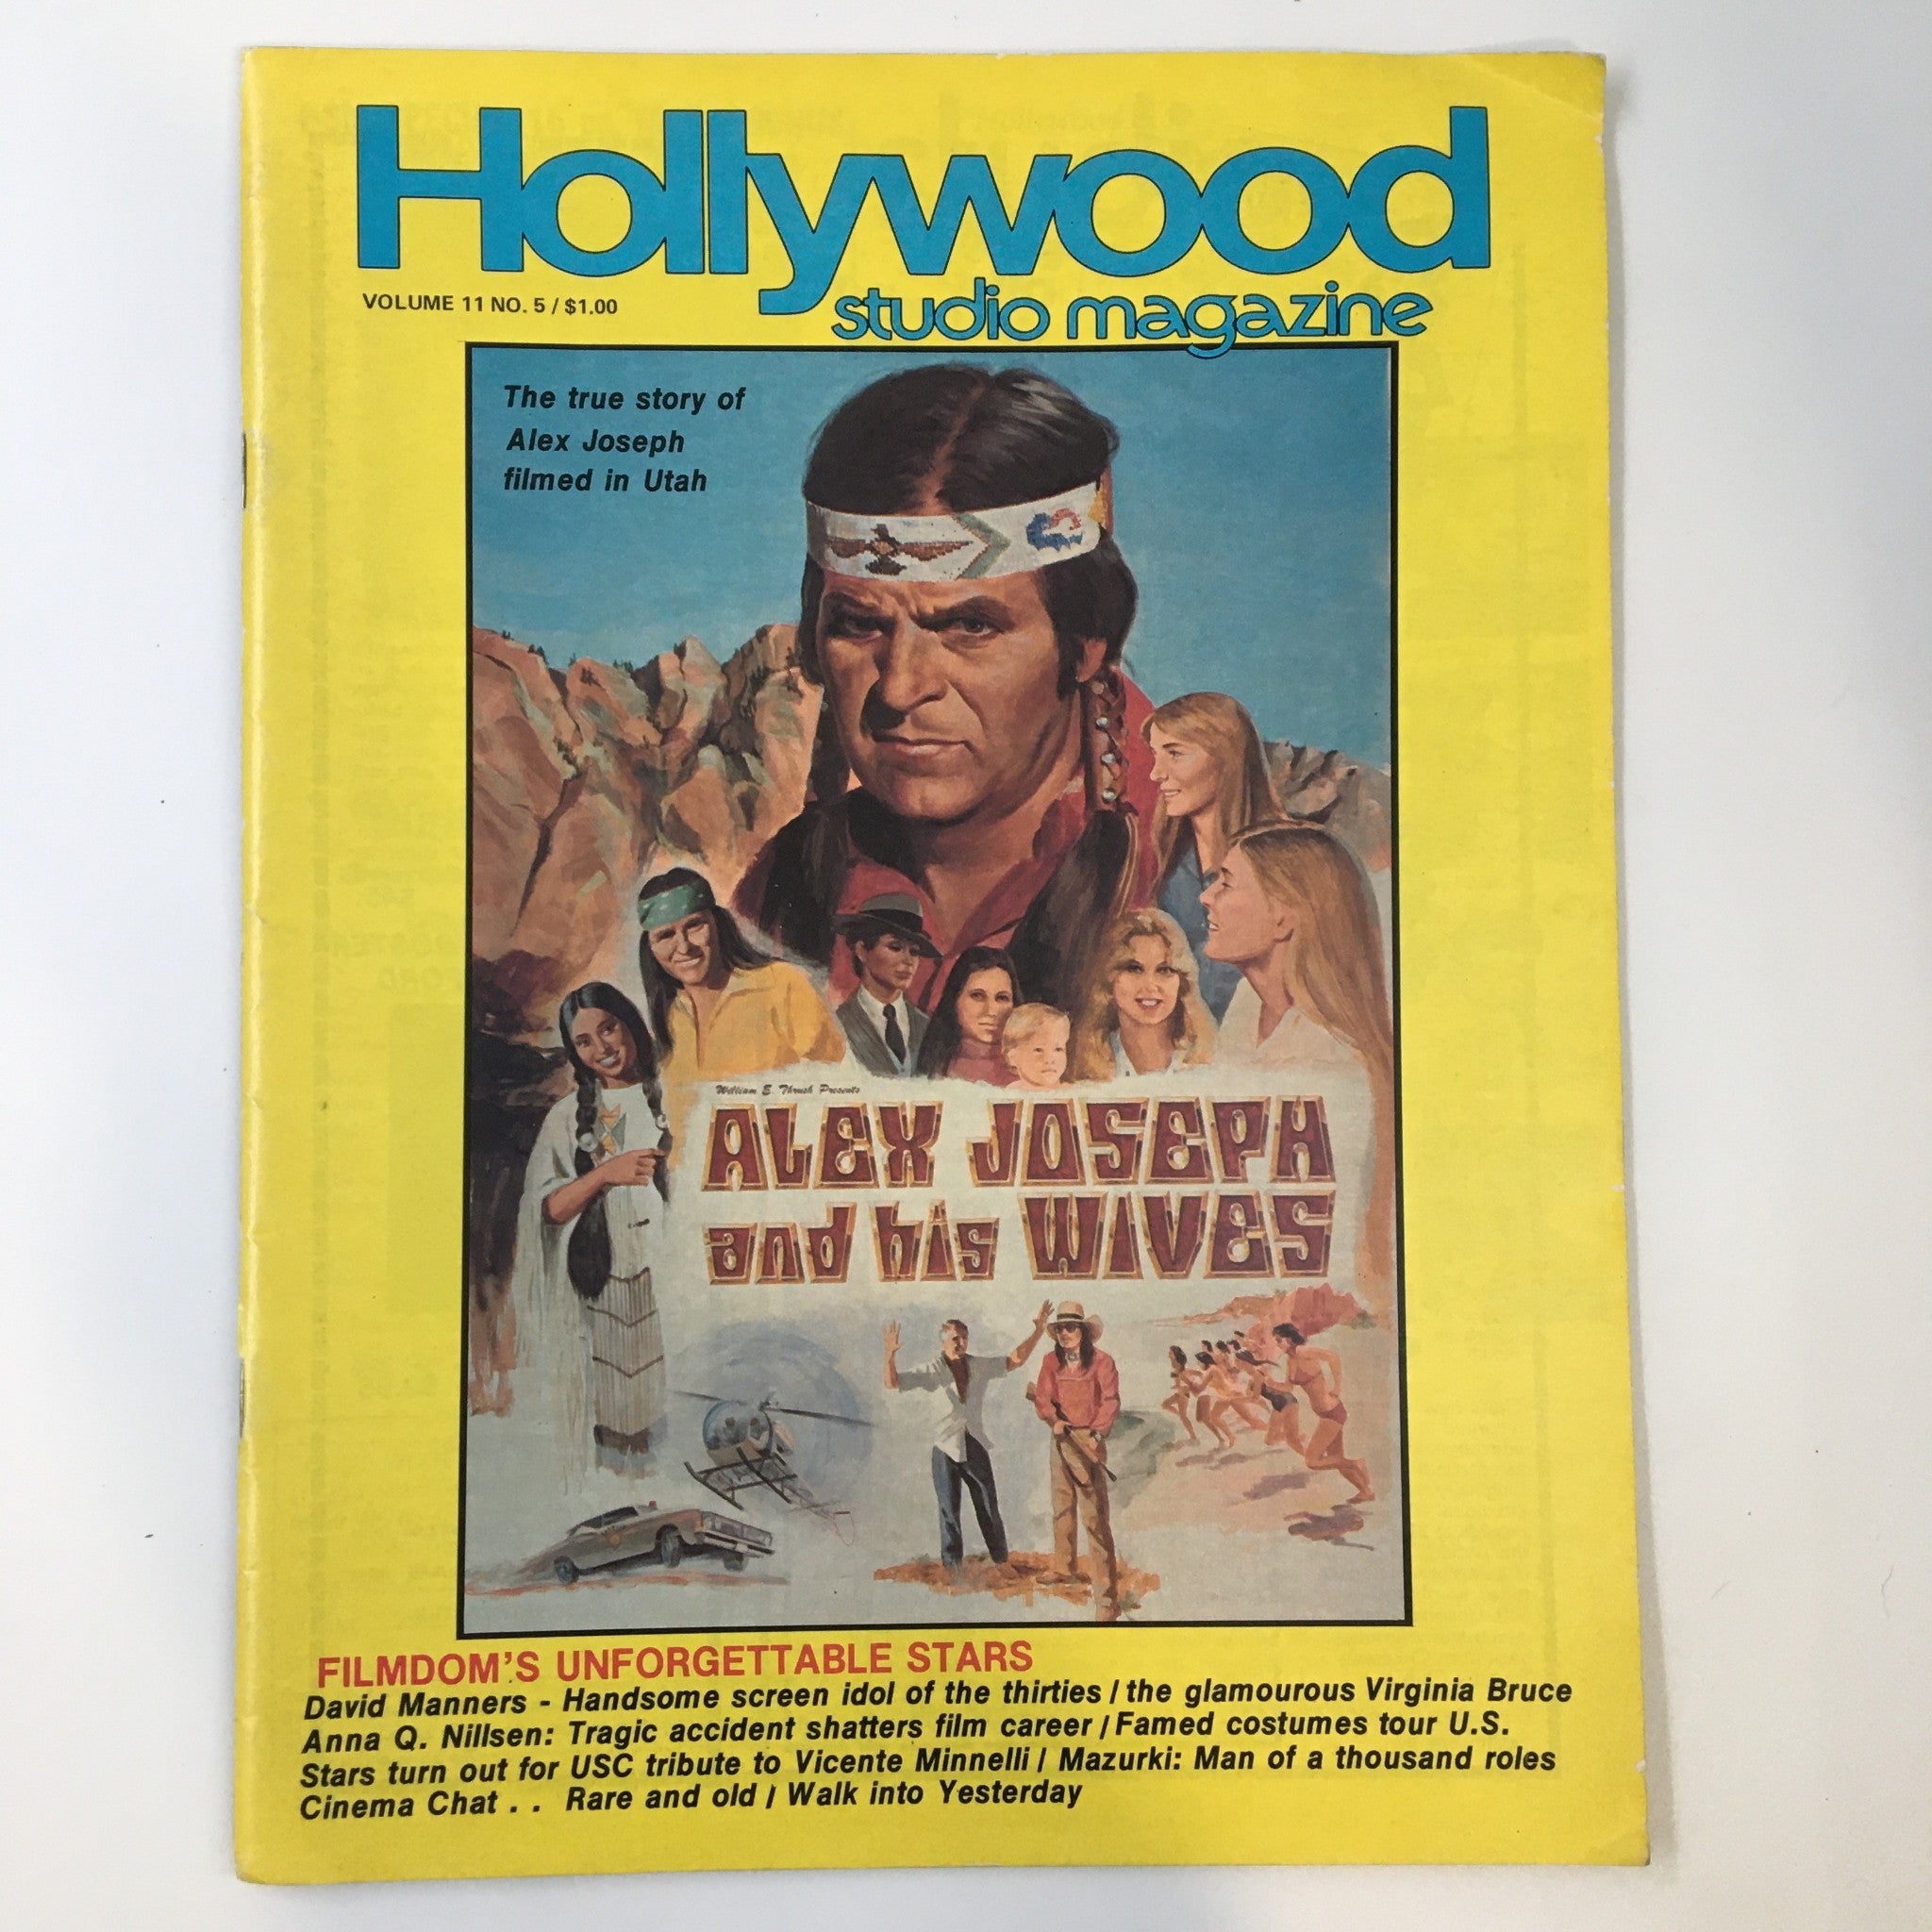 Hollywood
studio magazine
VOLUME 11 NO. 5 / $1.00
The true story of
Alex Joseph
filmed in Utah
William E. Thrush Presents
ALEX JOSEPH
and his WIVES
FILMDOM'S UNFORGETTABLE STARS
David Manners - Handsome screen idol of the thirties / the glamourous Virginia Bruce
Anna Q. Nillsen: Tragic accident shatters film career / Famed costumes tour U.S.
Stars turn out for USC tribute to Vicente Minnelli / Mazurki: Man of a thousand roles
Cinema Chat . . Rare and old / Walk into Yesterday